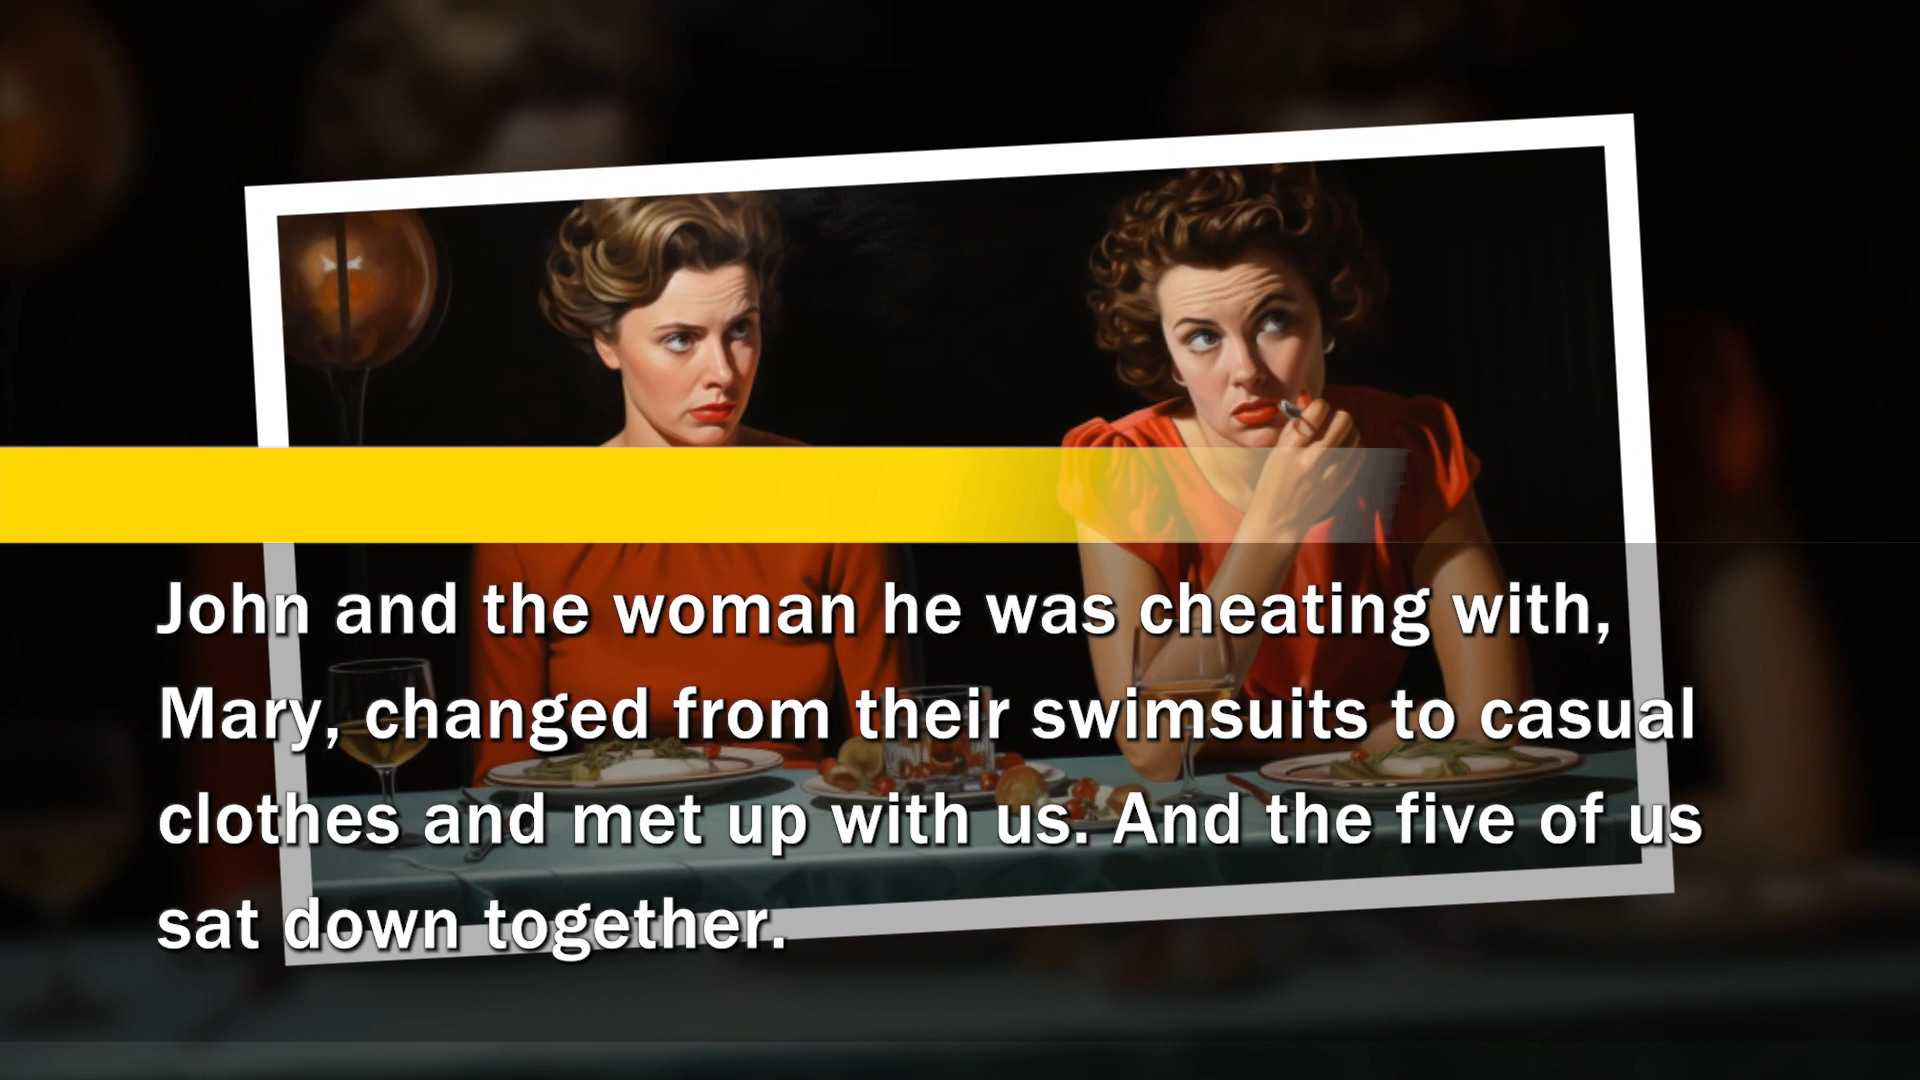 John and the woman he was cheating with,
Mary, changed from their swimsuits to casual
clothes and met up with us. And the five of us
sat down together.